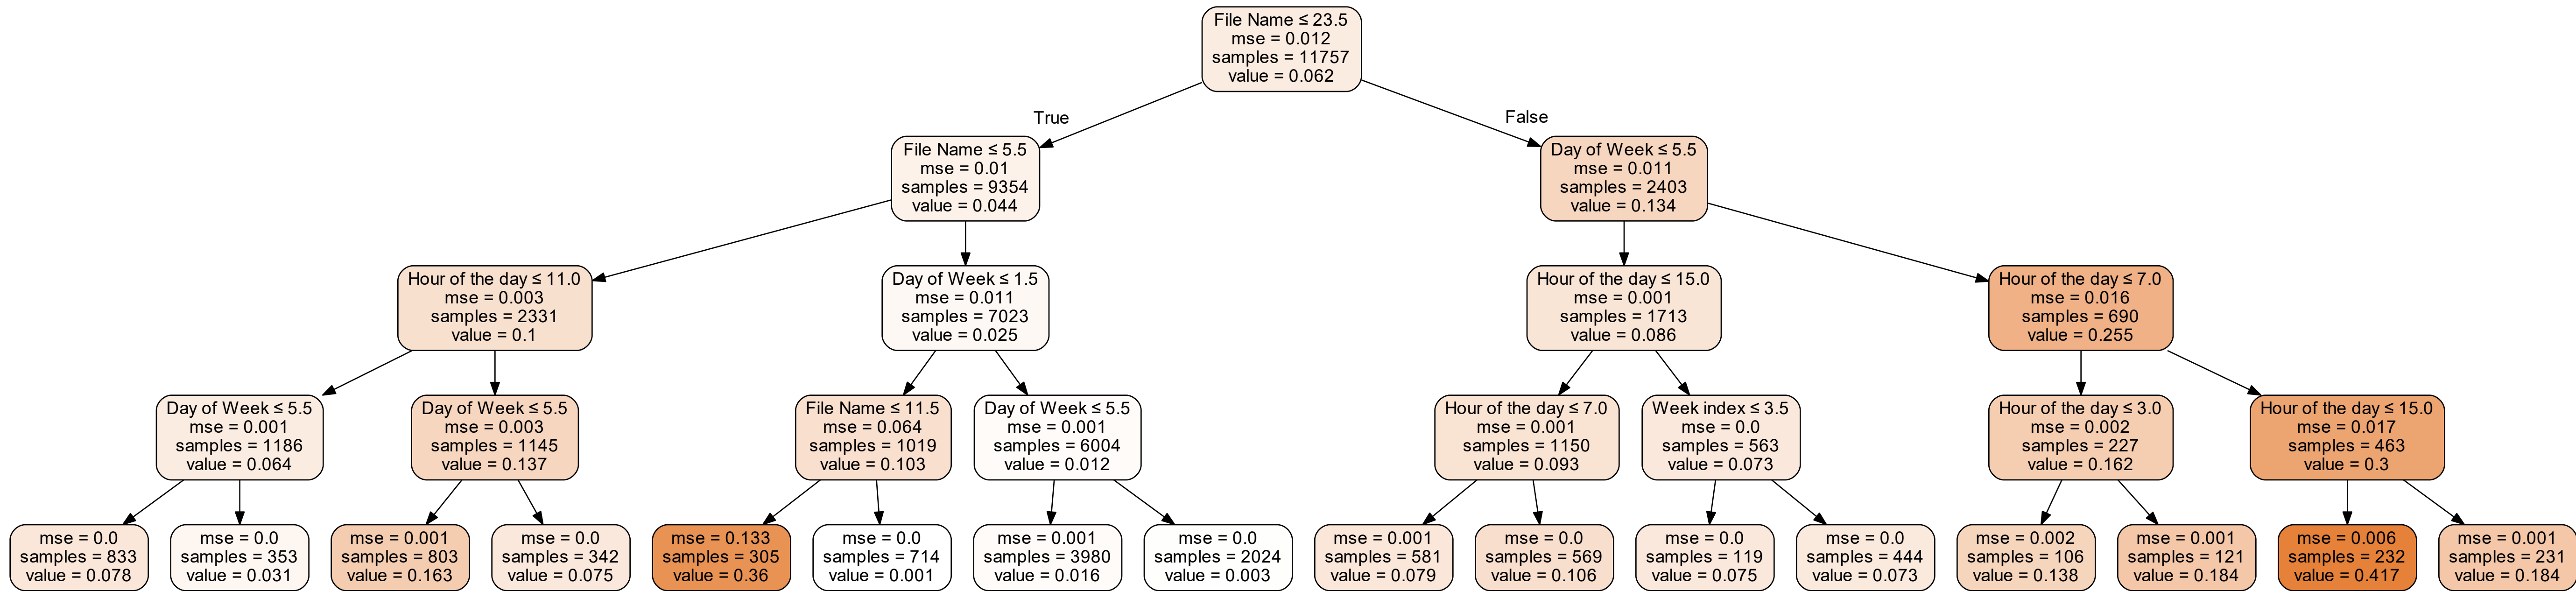 File Name ≤ 23.5
mse = 0.012
samples = 11757
value = 0.062
True
False
File Name ≤ 5.5
mse = 0.01
samples = 9354
value = 0.044
Day of Week ≤ 5.5
mse = 0.011
samples = 2403
value = 0.134
Hour of the day ≤ 11.0
mse = 0.003
samples = 2331
value = 0.1
Day of Week ≤ 1.5
mse = 0.011
samples = 7023
value = 0.025
Hour of the day ≤ 15.0
mse = 0.001
samples = 1713
value = 0.086
Hour of the day ≤ 7.0
mse = 0.016
samples = 690
value = 0.255
Day of Week ≤ 5.5
mse = 0.001
samples = 1186
value = 0.064
Day of Week ≤ 5.5
mse = 0.003
samples = 1145
value = 0.137
File Name ≤ 11.5
mse = 0.064
samples = 1019
value = 0.103
Day of Week ≤ 5.5
mse = 0.001
samples = 6004
value = 0.012
Hour of the day ≤ 7.0
mse = 0.001
samples = 1150
value = 0.093
Week index ≤ 3.5
mse = 0.0
samples = 563
value = 0.073
Hour of the day ≤ 3.0
mse = 0.002
samples = 227
value = 0.162
Hour of the day ≤ 15.0
mse = 0.017
samples = 463
value = 0.3
mse = 0.0
samples = 833
value = 0.078
mse = 0.0
samples = 353
value = 0.031
mse = 0.001
samples = 803
value = 0.163
mse = 0.0
samples = 342
value = 0.075
mse = 0.133
samples = 305
value = 0.36
mse = 0.0
samples = 714
value = 0.001
mse = 0.001
samples = 3980
value = 0.016
mse = 0.0
samples = 2024
value = 0.003
mse = 0.001
samples = 581
value = 0.079
mse = 0.0
samples = 569
value = 0.106
mse = 0.0
samples = 119
value = 0.075
mse = 0.0
samples = 444
value = 0.073
mse = 0.002
samples = 106
value = 0.138
mse = 0.001
samples = 121
value = 0.184
mse = 0.006
samples = 232
value = 0.417
mse = 0.001
samples = 231
value = 0.184